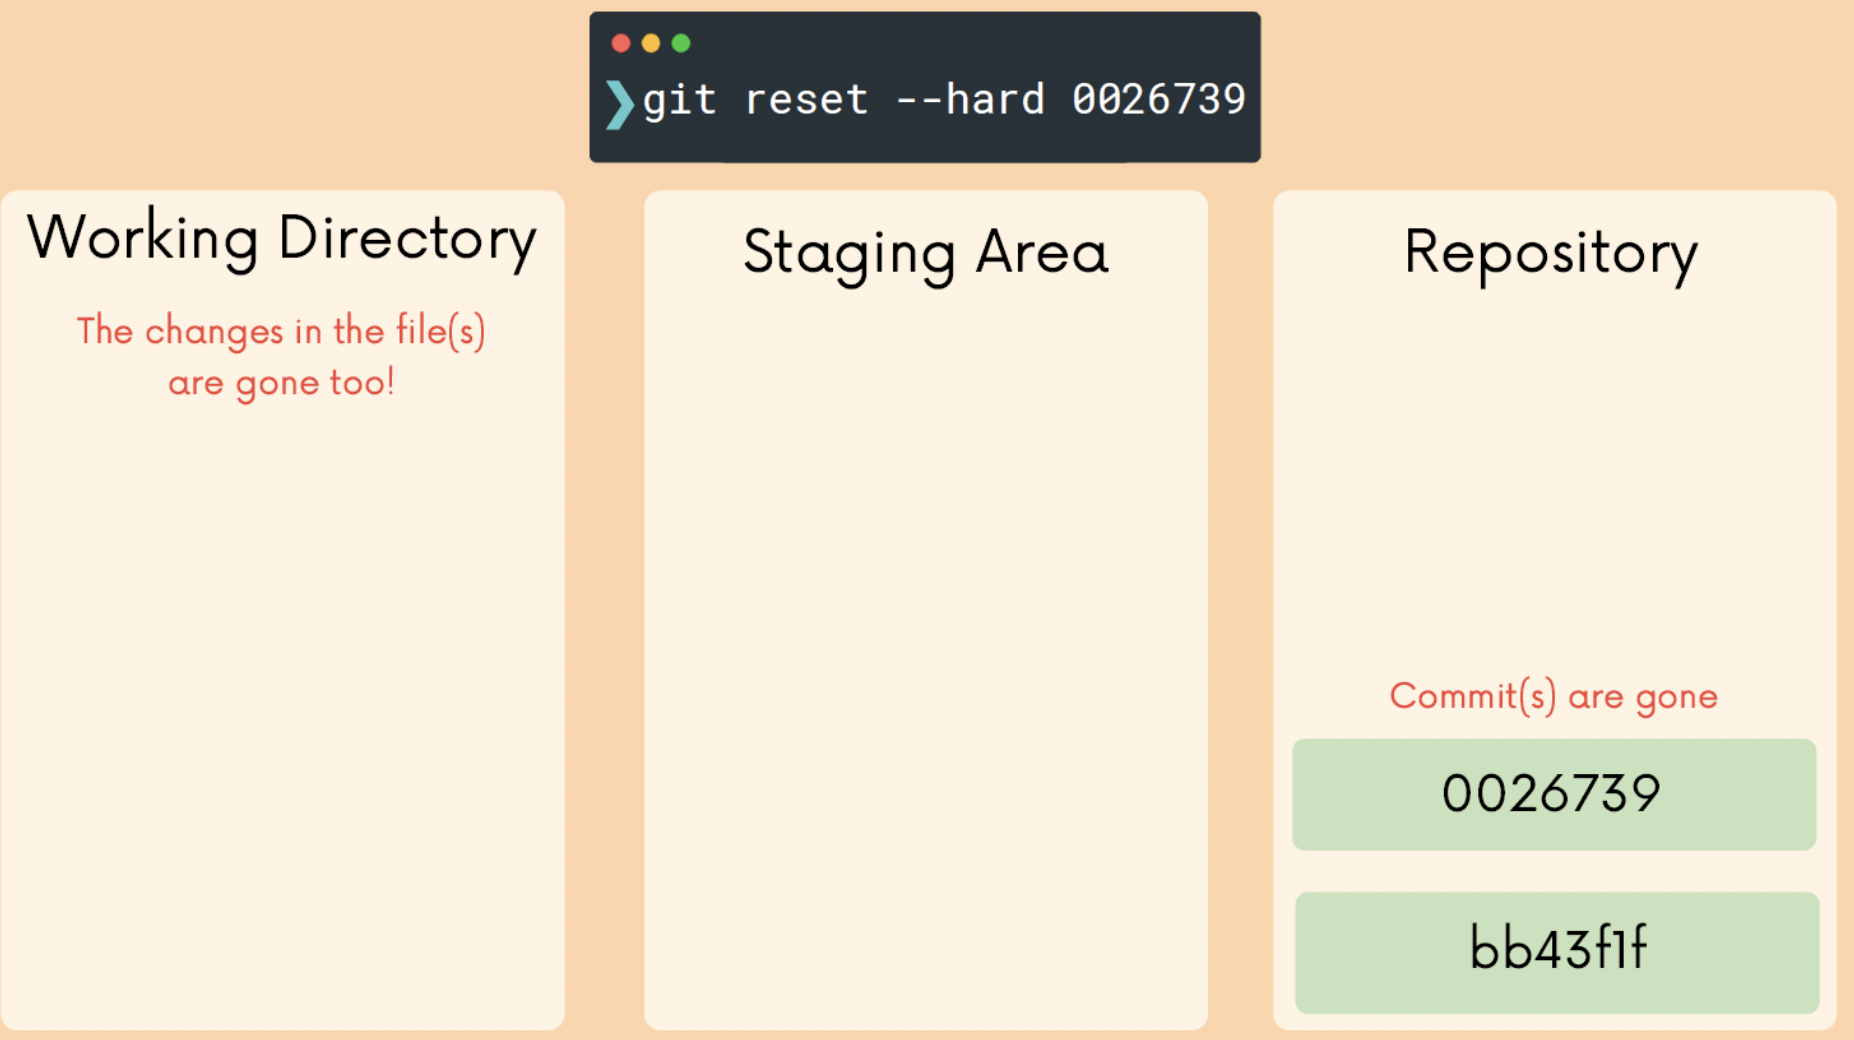 ❯git reset --hard 0026739
Working Directory
The changes in the file(s)
are gone too!
Staging Area
Repository
Commit(s) are gone
0026739
bb43f1f